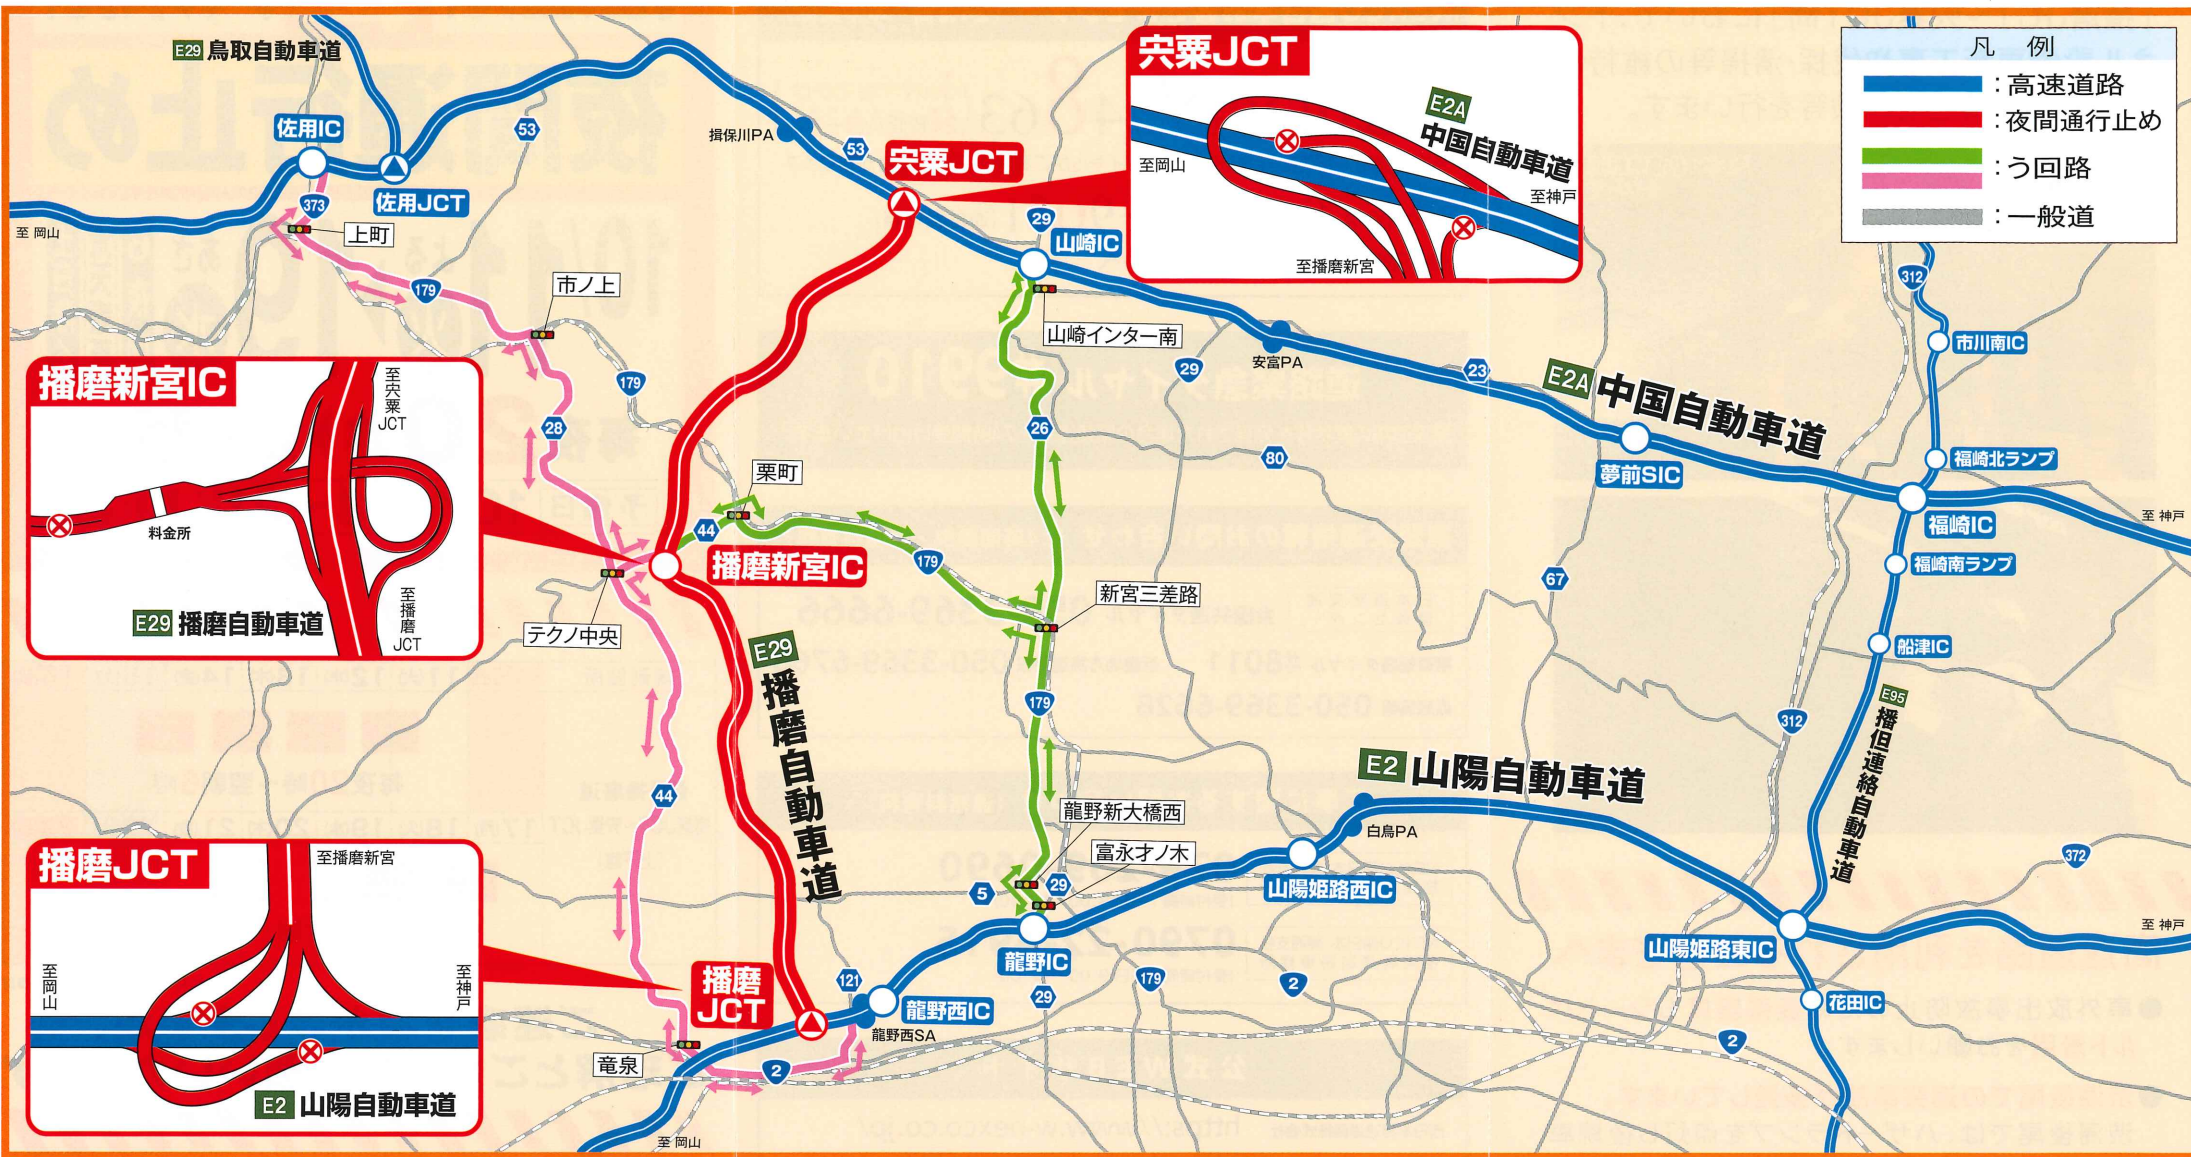 E29 鳥取自動車道
佐用IC
佐用JCT
至 岡山
373
上町
179
53
市ノ上
179
28
揖保川PA
53
宍粟JCT
29
山崎IC
山崎インター南
宍粟JCT
E2A
中国自動車道
至岡山
至神戸
至播磨新宮
凡 例
：高速道路
：夜間通行止め
：う回路
：一般道
312
市川南IC
安富PA
29
23
E2A 中国自動車道
26
80
夢前SIC
福崎北ランプ
福崎IC
至 神戸
福崎南ランプ
67
船津IC
播磨新宮IC
至宍粟JCT
料金所
至播磨JCT
E29 播磨自動車道
栗町
44
播磨新宮IC
179
新宮三差路
テクノ中央
E29
播磨自動車道
179
44
312
E95
播但連絡自動車道
E2 山陽自動車道
白鳥PA
372
龍野新大橋西
富永才ノ木
5
29
山陽姫路西IC
龍野IC
山陽姫路東IC
至 神戸
花田IC
播磨JCT
至播磨新宮
至岡山
至神戸
E2 山陽自動車道
播磨
JCT
121
龍野西IC
龍野西SA
29
179
2
2
竜泉
2
至 岡山